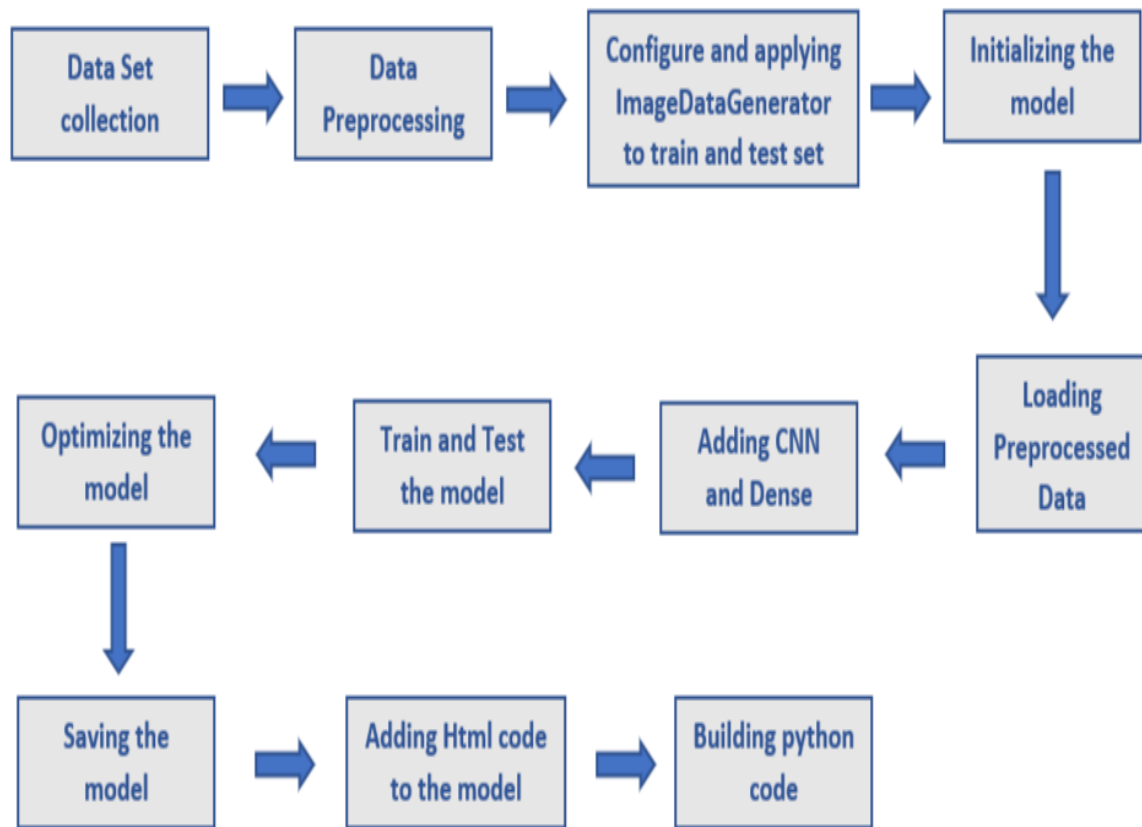 Data Set
collection
Data
Preprocessing
Configure and applying
ImageDataGenerator
to train and test set
Initializing the
model
Loading
Preprocessed
Data
Adding CNN
and Dense
Train and Test
the model
Optimizing the
model
Saving the
model
Adding Html code
to the model
Building python
code